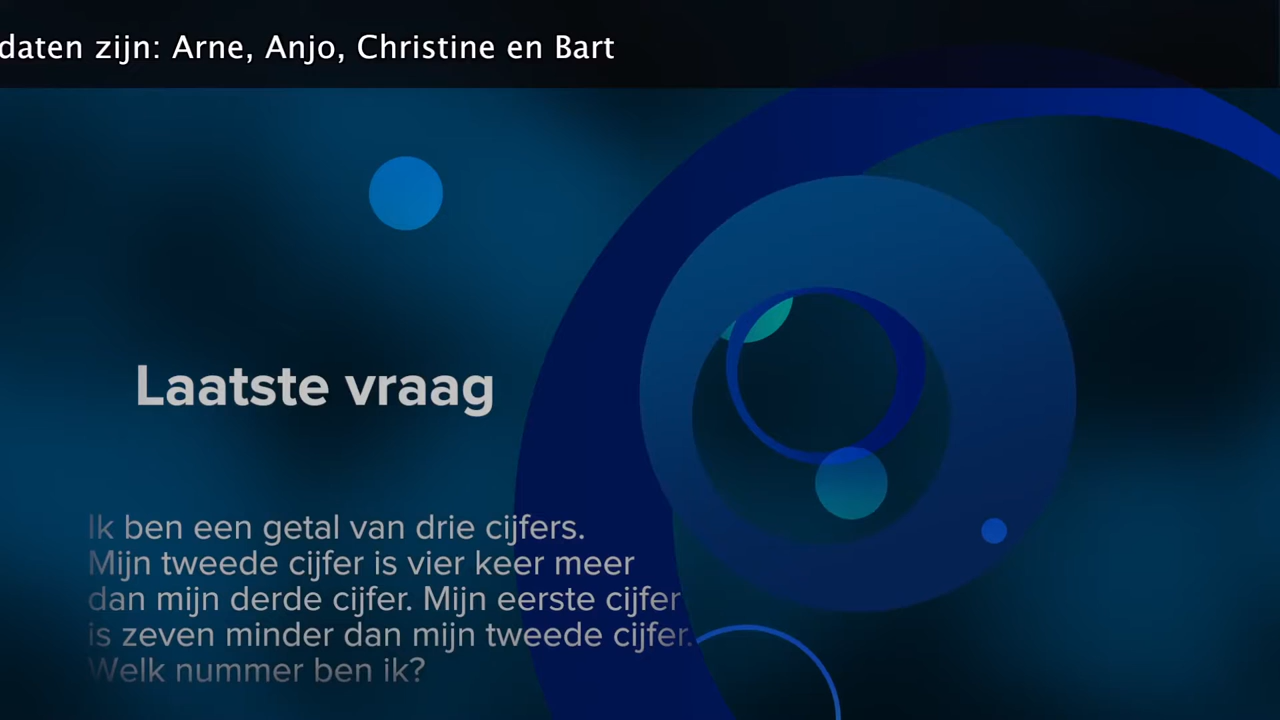 daten zijn: Arne, Anjo, Christine en Bart
Laatste vraag
Ik ben een getal van drie cijfers.
Mijn tweede cijfer is vier keer meer
dan mijn derde cijfer. Mijn eerste cijfer
is zeven minder dan mijn tweede cijfer.
Welk nummer ben ik?